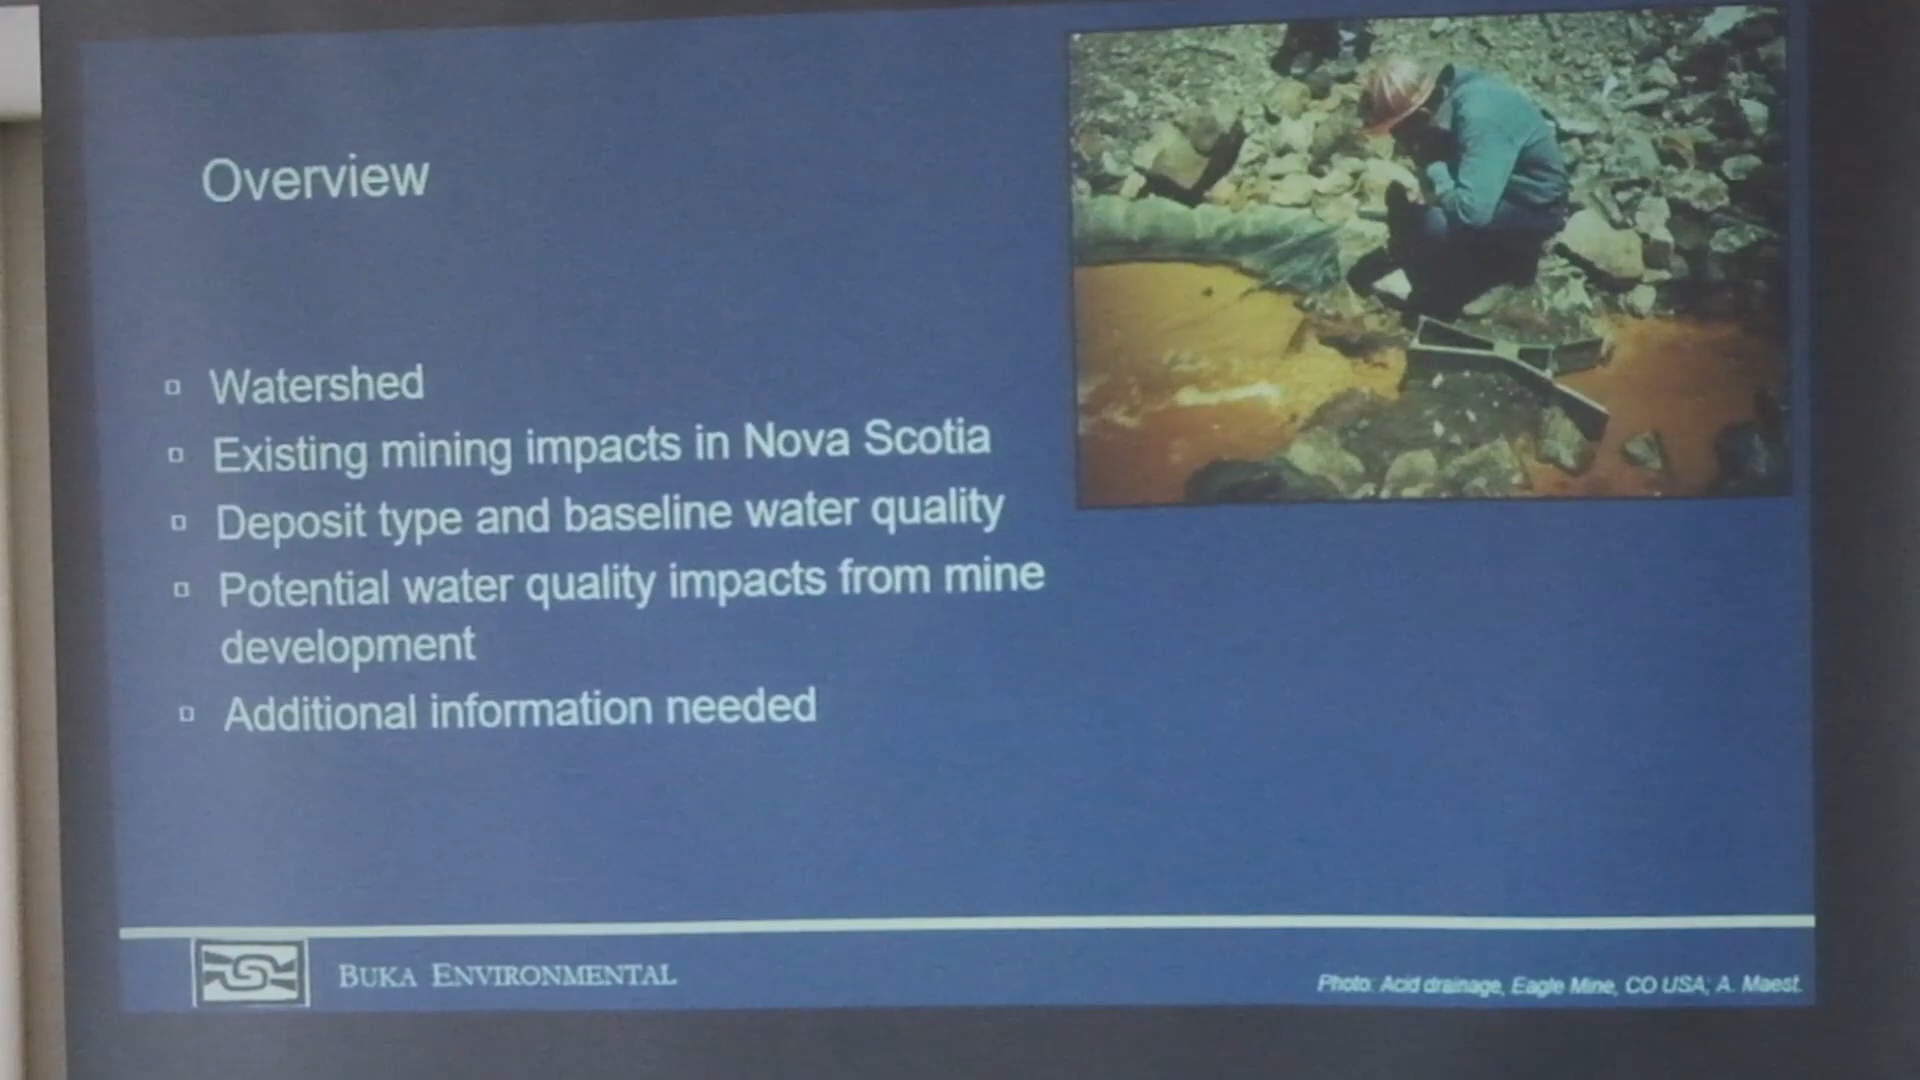 Overview
▫ Watershed
▫ Existing mining impacts in Nova Scotia
▫ Deposit type and baseline water quality
▫ Potential water quality impacts from mine
development
▫ Additional information needed
BUKA ENVIRONMENTAL
Photo: Acid drainage, Eagle Mine, CO USA; A. Maest.